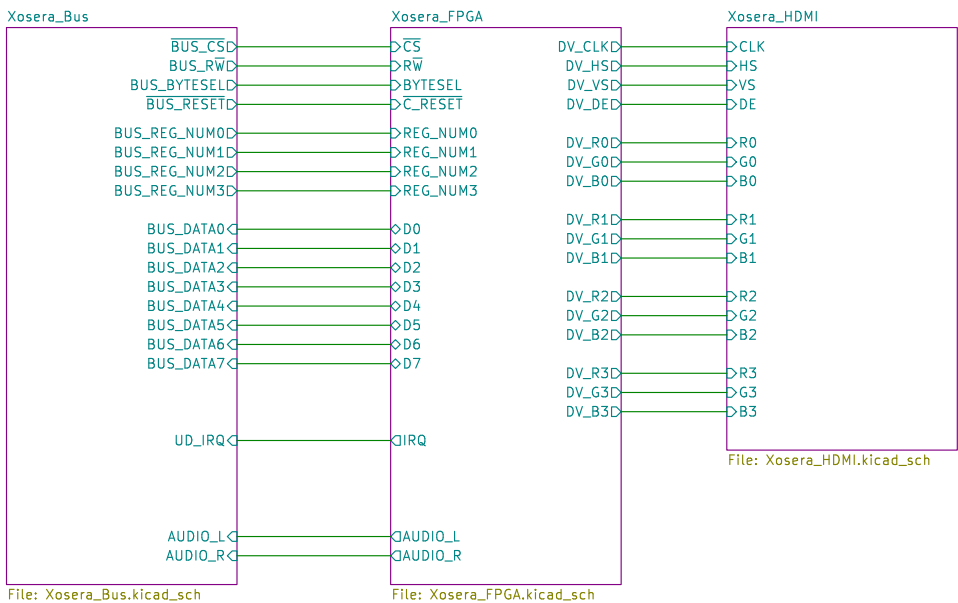 Xosera_Bus
BUS_CS
BUS_RW
BUS_BYTESEL
BUS_RESET
BUS_REG_NUM0
BUS_REG_NUM1
BUS_REG_NUM2
BUS_REG_NUM3
BUS_DATA0
BUS_DATA1
BUS_DATA2
BUS_DATA3
BUS_DATA4
BUS_DATA5
BUS_DATA6
BUS_DATA7
UD_IRQ
AUDIO_L
AUDIO_R
File: Xosera_Bus.kicad_sch
Xosera_FPGA
CS
RW
BYTESEL
C_RESET
REG_NUM0
REG_NUM1
REG_NUM2
REG_NUM3
D0
D1
D2
D3
D4
D5
D6
D7
IRQ
AUDIO_L
AUDIO_R
DV_CLK
DV_HS
DV_VS
DV_DE
DV_R0
DV_G0
DV_B0
DV_R1
DV_G1
DV_B1
DV_R2
DV_G2
DV_B2
DV_R3
DV_G3
DV_B3
File: Xosera_FPGA.kicad_sch
Xosera_HDMI
CLK
HS
VS
DE
R0
G0
B0
R1
G1
B1
R2
G2
B2
R3
G3
B3
File: Xosera_HDMI.kicad_sch